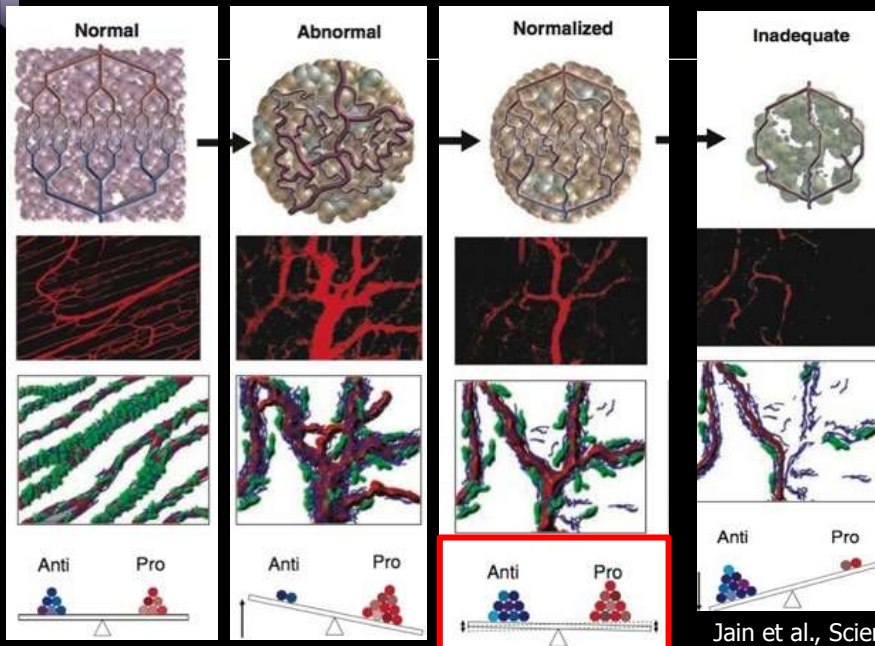 Normal
Abnormal
Normalized
Inadequate
Anti Pro
Anti Pro
Anti Pro
Anti Pro
Jain et al., Scien